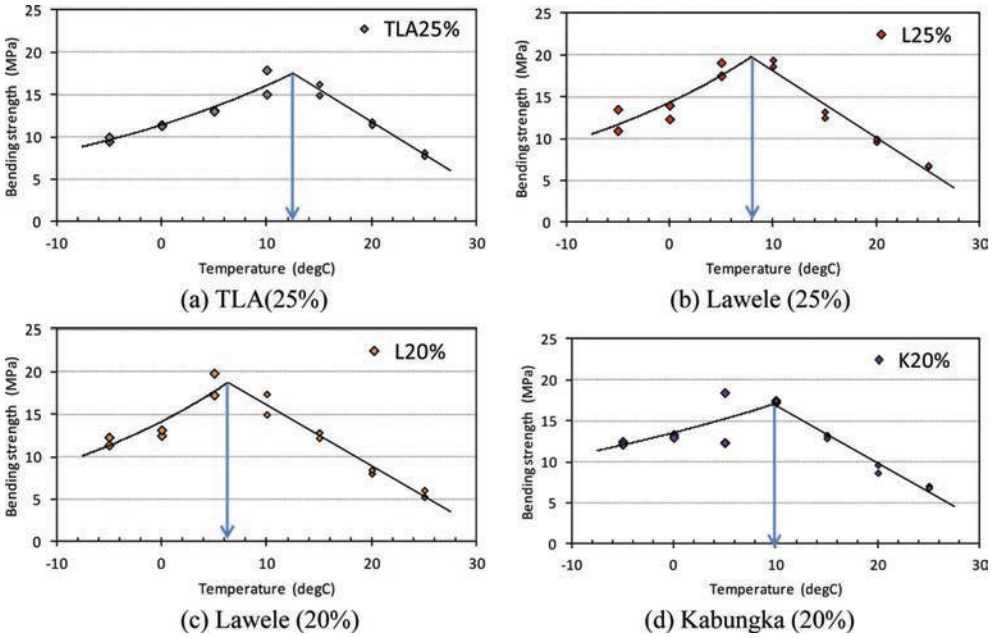 TLA25%
Bending strength (MPa)
25
20
15
10
5
0
-10
0
10
20
30
Temperature (degC)
(a) TLA(25%)
L25%
Bending strength (MPa)
25
20
15
10
5
0
-10
0
10
20
30
Temperature (degC)
(b) Lawele (25%)
L20%
Bending strength (MPa)
25
20
15
10
5
0
-10
0
10
20
30
Temperature (degC)
(c) Lawele (20%)
K20%
Bending strength (MPa)
25
20
15
10
5
0
-10
0
10
20
30
Temperature (degC)
(d) Kabungka (20%)